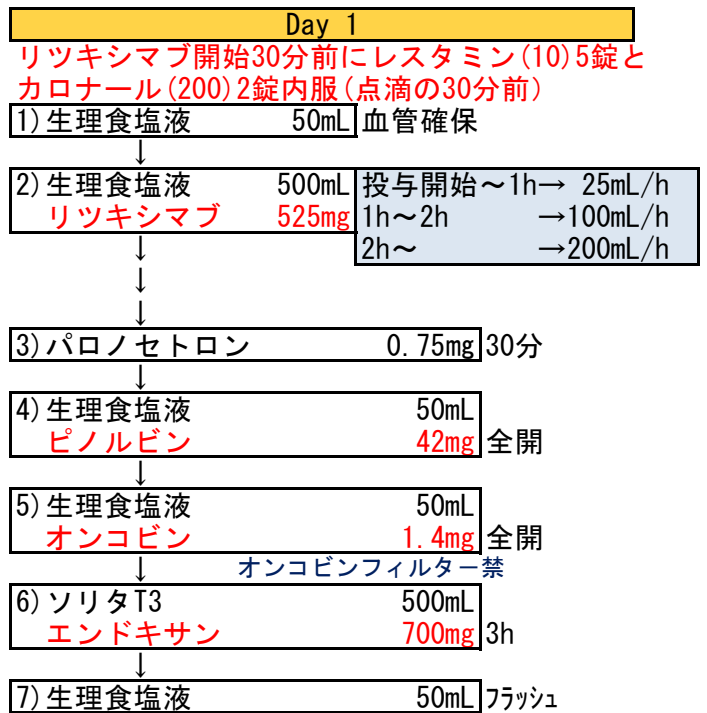 Day 1
リツキシマブ開始30分前にレスタミン(10)5錠と
カロナール(200)2錠内服(点滴の30分前)
1)生理食塩液 50mL 血管確保
↓
2)生理食塩液 500mL 投与開始～1h→ 25mL/h
リツキシマブ 525mg 1h～2h →100mL/h
↓ 2h～ →200mL/h
↓
↓
3)パロノセトロン 0.75mg 30分
↓
4)生理食塩液 50mL
ピノルビン 42mg 全開
↓
5)生理食塩液 50mL
オンコビン 1.4mg 全開
↓ オンコビンフィルター禁
6)ソリタT3 500mL
エンドキサン 700mg 3h
↓
7)生理食塩液 50mL フラッシュ